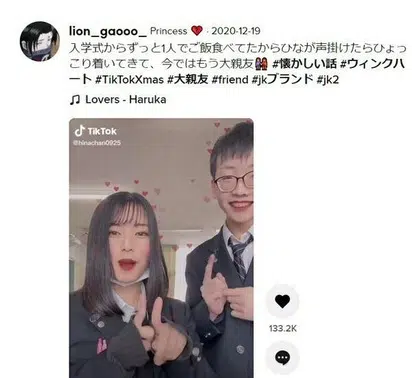 lion_gaooo_ Princess ❤ · 2020-12-19
入学式からずっと1人でご飯食べてたからひなが声掛けたらひょっ
こり着いてきて、今ではもう大親友👭 #懐かしい話 #ウィンクハ
ート #TikTokXmas #大親友 #friend #jkブランド #jk2
♫ Lovers - Haruka
TikTok
@hinachan0925
133.2K